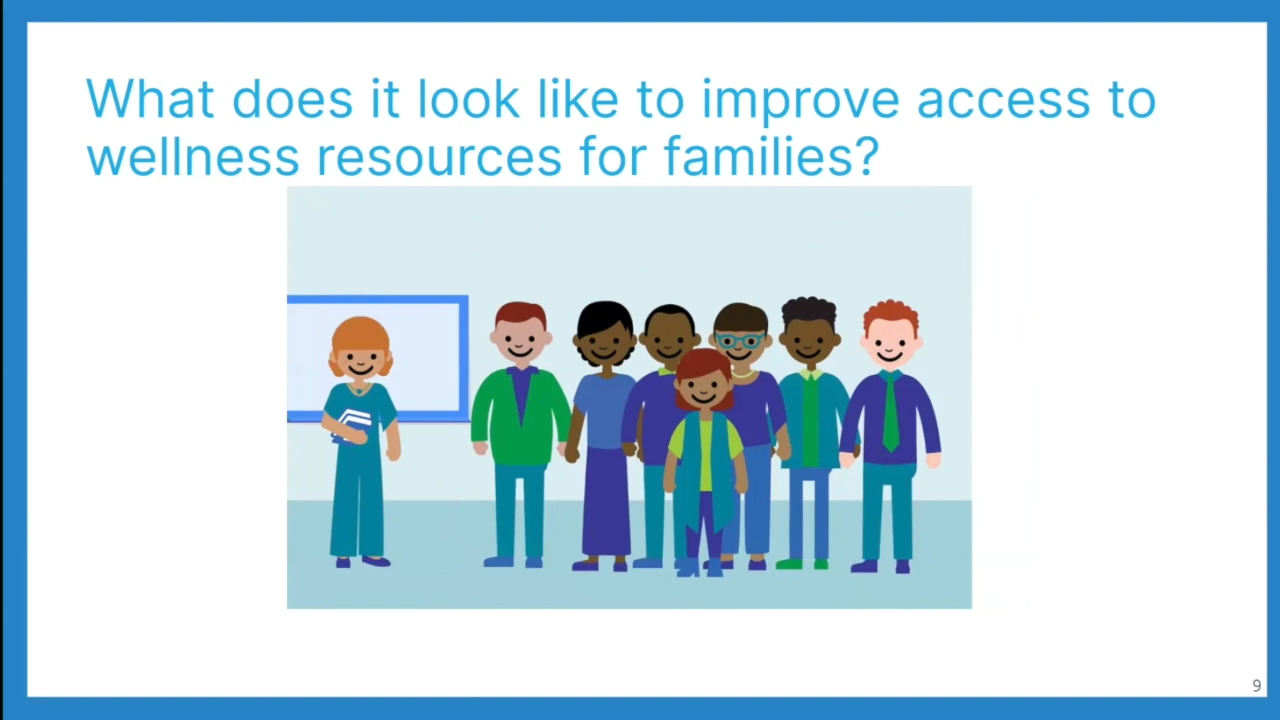 What does it look like to improve access to
wellness resources for families?
9